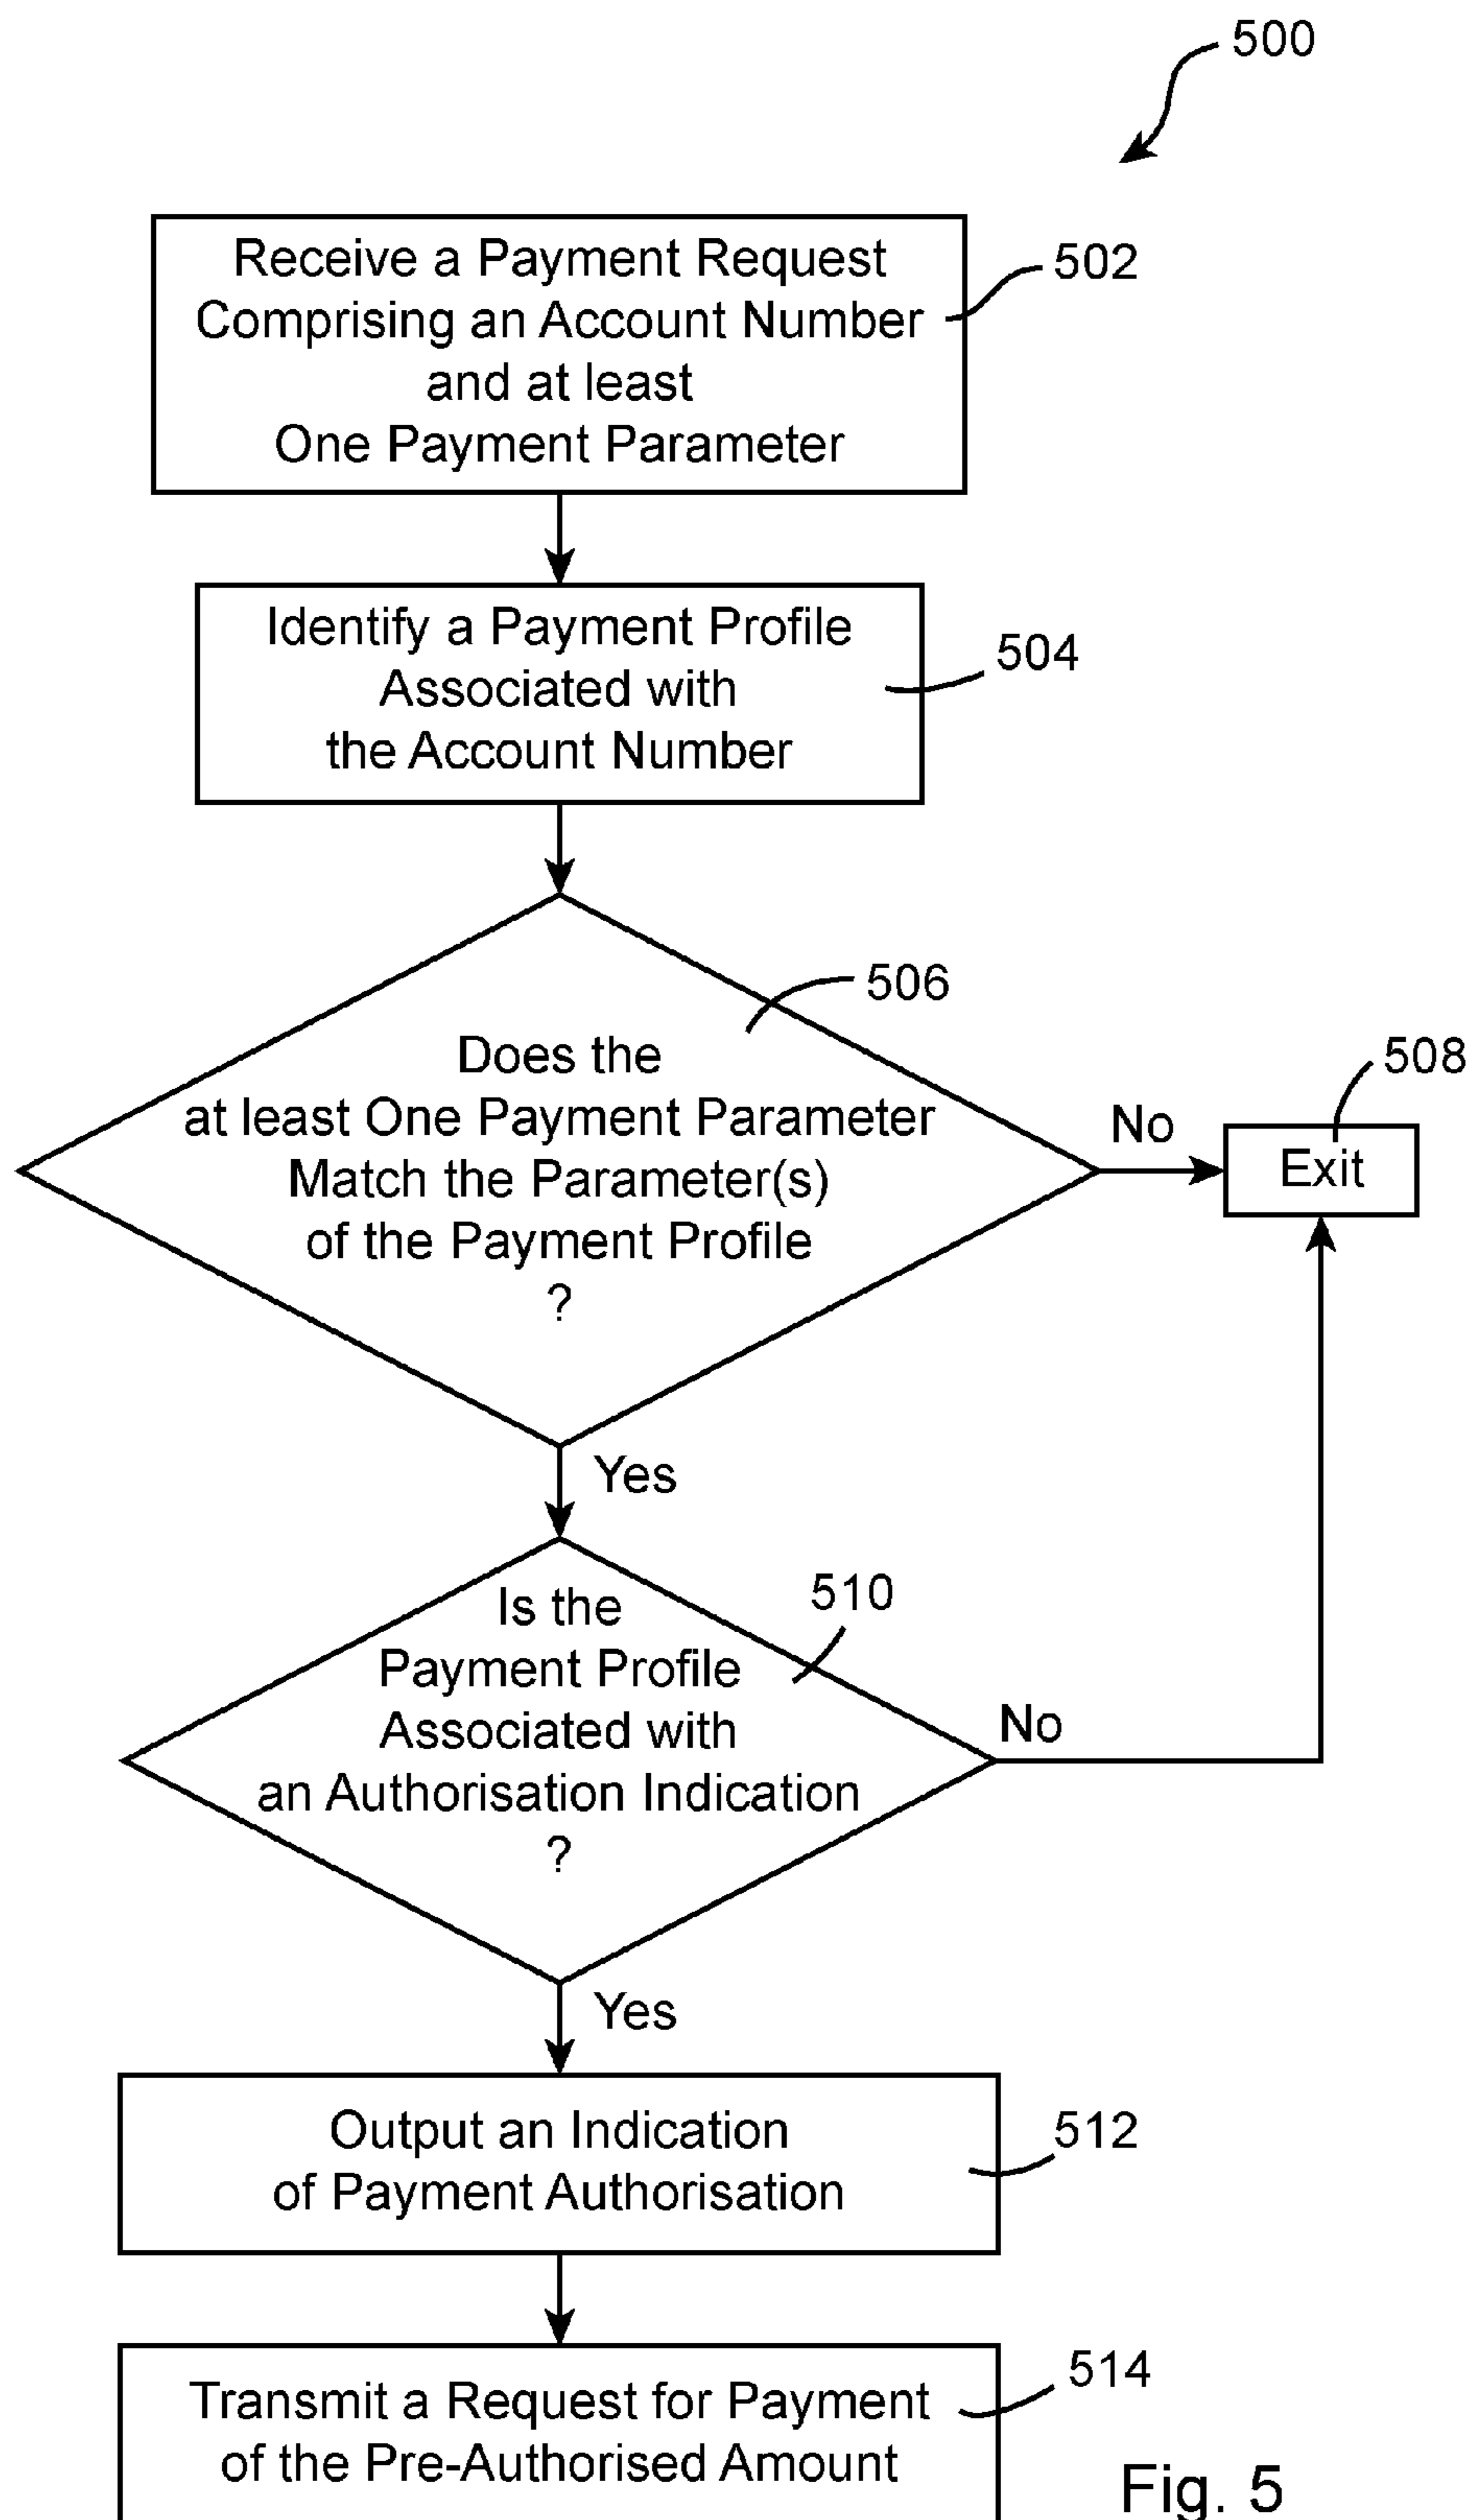 500
Receive a Payment Request
Comprising an Account Number
and at least
One Payment Parameter
502
Identify a Payment Profile
Associated with
the Account Number
504
506
Does the
at least One Payment Parameter
Match the Parameter(s)
of the Payment Profile
?
No
508
Exit
Yes
510
Is the
Payment Profile
Associated with
an Authorisation Indication
?
No
Yes
Output an Indication
of Payment Authorisation
512
Transmit a Request for Payment
of the Pre-Authorised Amount
514
Fig. 5